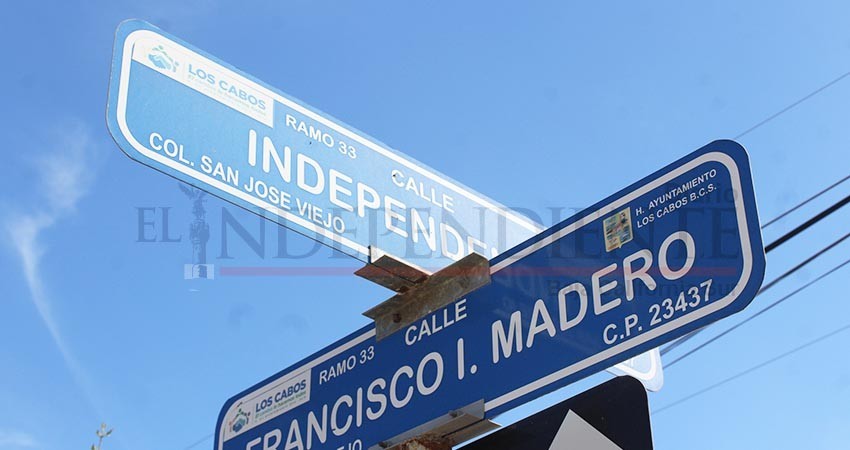 LOS CABOS
RAMO 33
CALLE
INDEPENDEN
COL. SAN JOSE VIEJO
EL INDEPENDIENTE
H. AYUNTAMIENTO
LOS CABOS B.C.S.
LOS CABOS
RAMO 33
CALLE
FRANCISCO I. MADERO
C.P. 23437